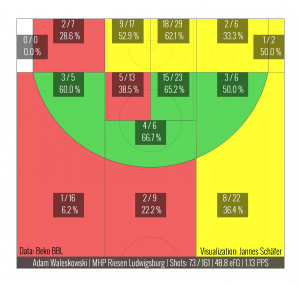 2 / 7
28.6 %
9 / 17
52.9 %
18 / 29
62.1 %
2 / 6
33.3 %
0 / 0
0.0 %
1 / 2
50.0 %
3 / 5
60.0 %
5 / 13
38.5 %
15 / 23
65.2 %
3 / 6
50.0 %
4 / 6
66.7 %
1 / 16
6.2 %
2 / 9
22.2 %
8 / 22
36.4 %
Data: Beko BBL
Visualization: Jannes Schäfer
Adam Waleskowski | MHP Riesen Ludwigsburg | Shots: 73 / 161 | 48.8 eFG | 1.13 PPS